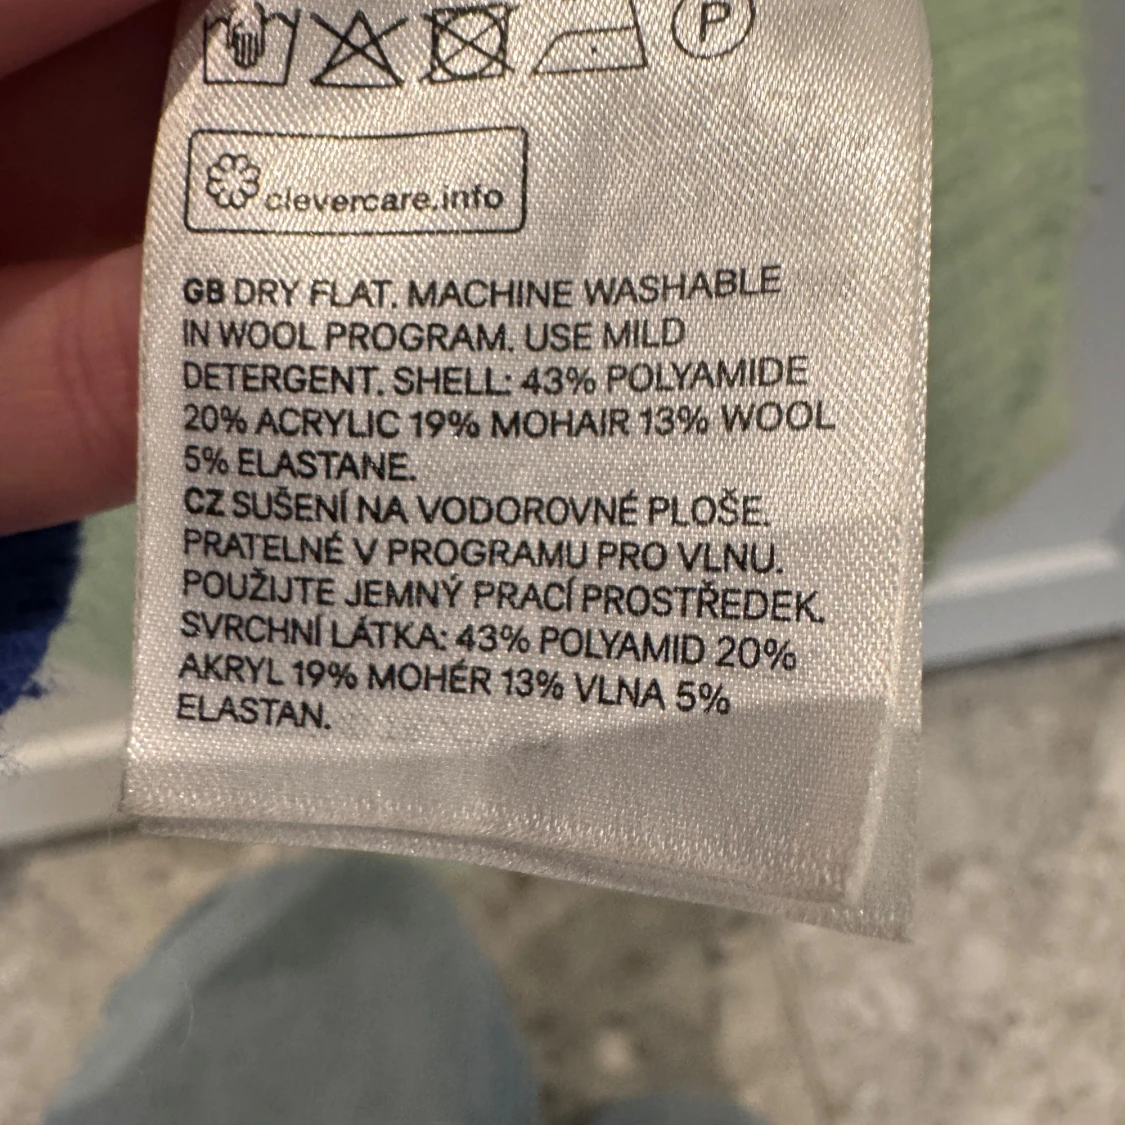 P
clevercare.info
GB DRY FLAT. MACHINE WASHABLE
IN WOOL PROGRAM. USE MILD
DETERGENT. SHELL: 43% POLYAMIDE
20% ACRYLIC 19% MOHAIR 13% WOOL
5% ELASTANE.
CZ SUŠENÍ NA VODOROVNÉ PLOŠE.
PRATELNÉ V PROGRAMU PRO VLNU.
POUŽIJTE JEMNÝ PRACÍ PROSTŘEDEK.
SVRCHNÍ LÁTKA: 43% POLYAMID 20%
AKRYL 19% MOHÉR 13% VLNA 5%
ELASTAN.